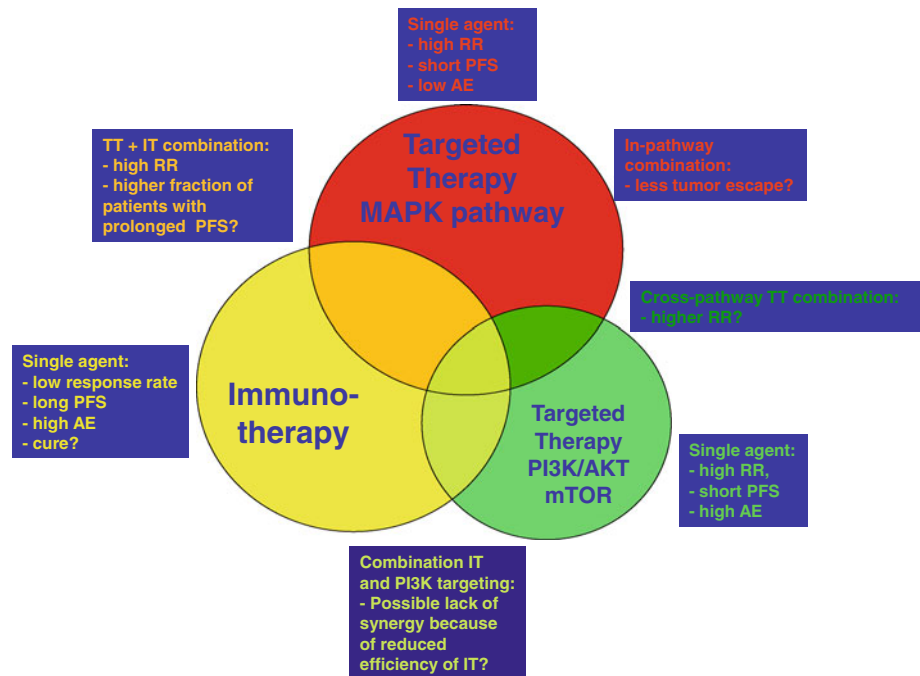 Single agent:
- high RR
- short PFS
- low AE
TT + IT combination:
- high RR
- higher fraction of
patients with
prolonged PFS?
Targeted
Therapy
MAPK pathway
In-pathway
combination:
- less tumor escape?
Cross-pathway TT combination:
- higher RR?
Single agent:
- low response rate
- long PFS
- high AE
- cure?
Immuno-
therapy
Targeted
Therapy
PI3K/AKT
mTOR
Single agent:
- high RR,
- short PFS
- high AE
Combination IT
and PI3K targeting:
- Possible lack of
synergy because
of reduced
efficiency of IT?